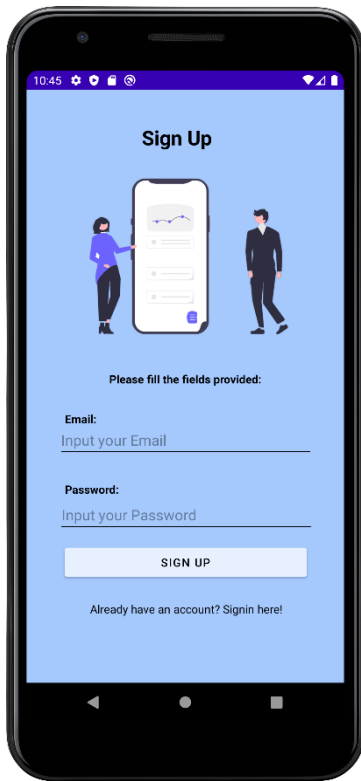 10:45
Sign Up
Please fill the fields provided:
Email:
Input your Email
Password:
Input your Password
SIGN UP
Already have an account? Signin here!